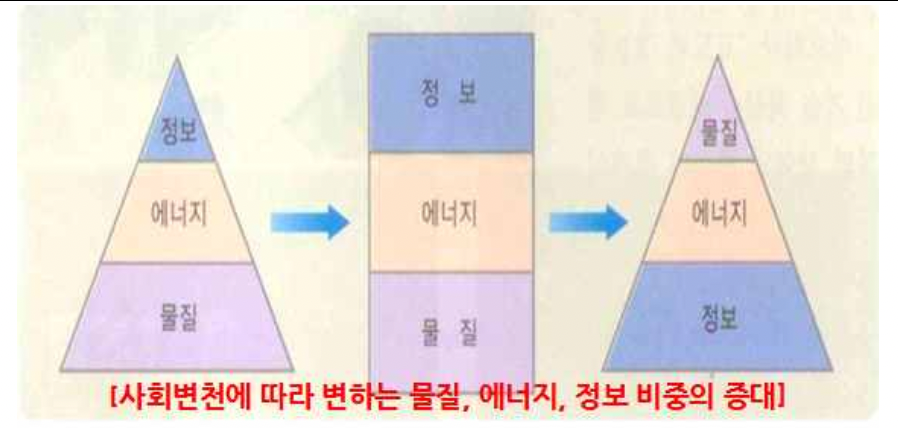 정보
에너지
물질
정 보
에너지
물 질
물질
에너지
정보
[사회변천에 따라 변하는 물질, 에너지, 정보 비중의 증대]